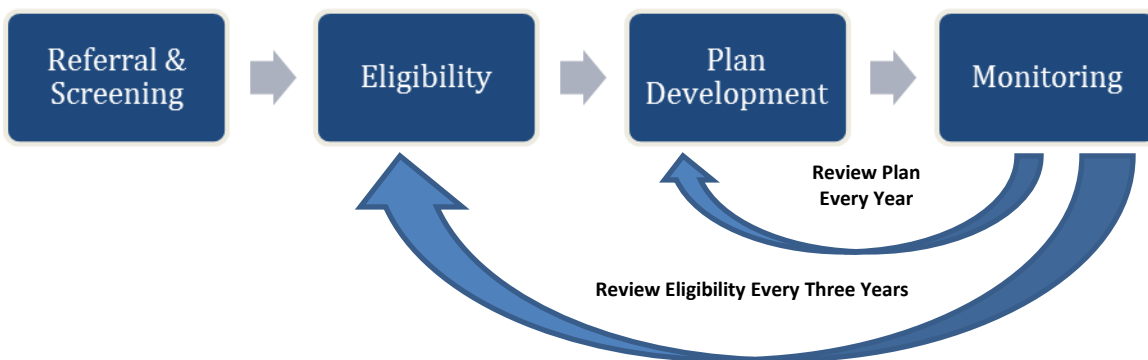 Referral &
Screening
Eligibility
Plan
Development
Monitoring
Review Plan
Every Year
Review Eligibility Every Three Years